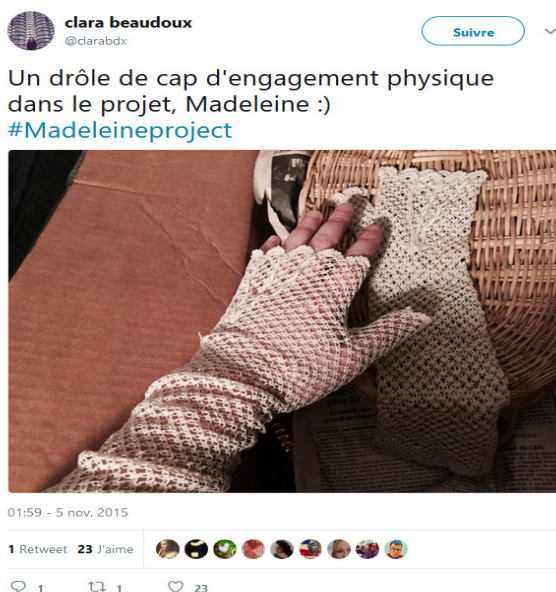 clara beaudoux
@clarabdx
Suivre
Un drôle de cap d'engagement physique
dans le projet, Madeleine :)
#Madeleineproject
01:59 - 5 nov. 2015
1 Retweet 23 J'aime
1 1 23